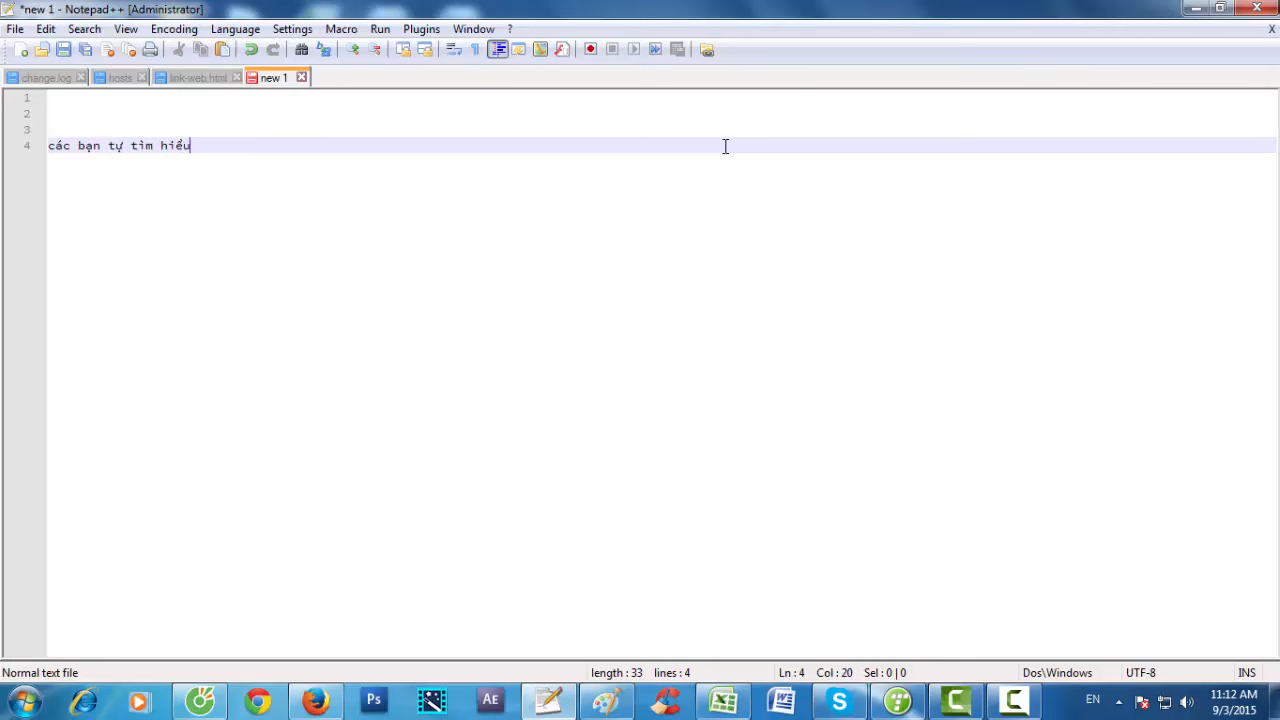 *new 1 - Notepad++ [Administrator]
File Edit Search View Encoding Language Settings Macro Run Plugins Window ? X
change.log hosts link-web.html new 1
1
2
3
4 các bạn tự tìm hiểu
Normal text file length : 33 lines : 4 Ln : 4 Col : 20 Sel : 0 | 0 Dos\Windows UTF-8 INS
Ps AE S W EN 11:12 AM
9/3/2015